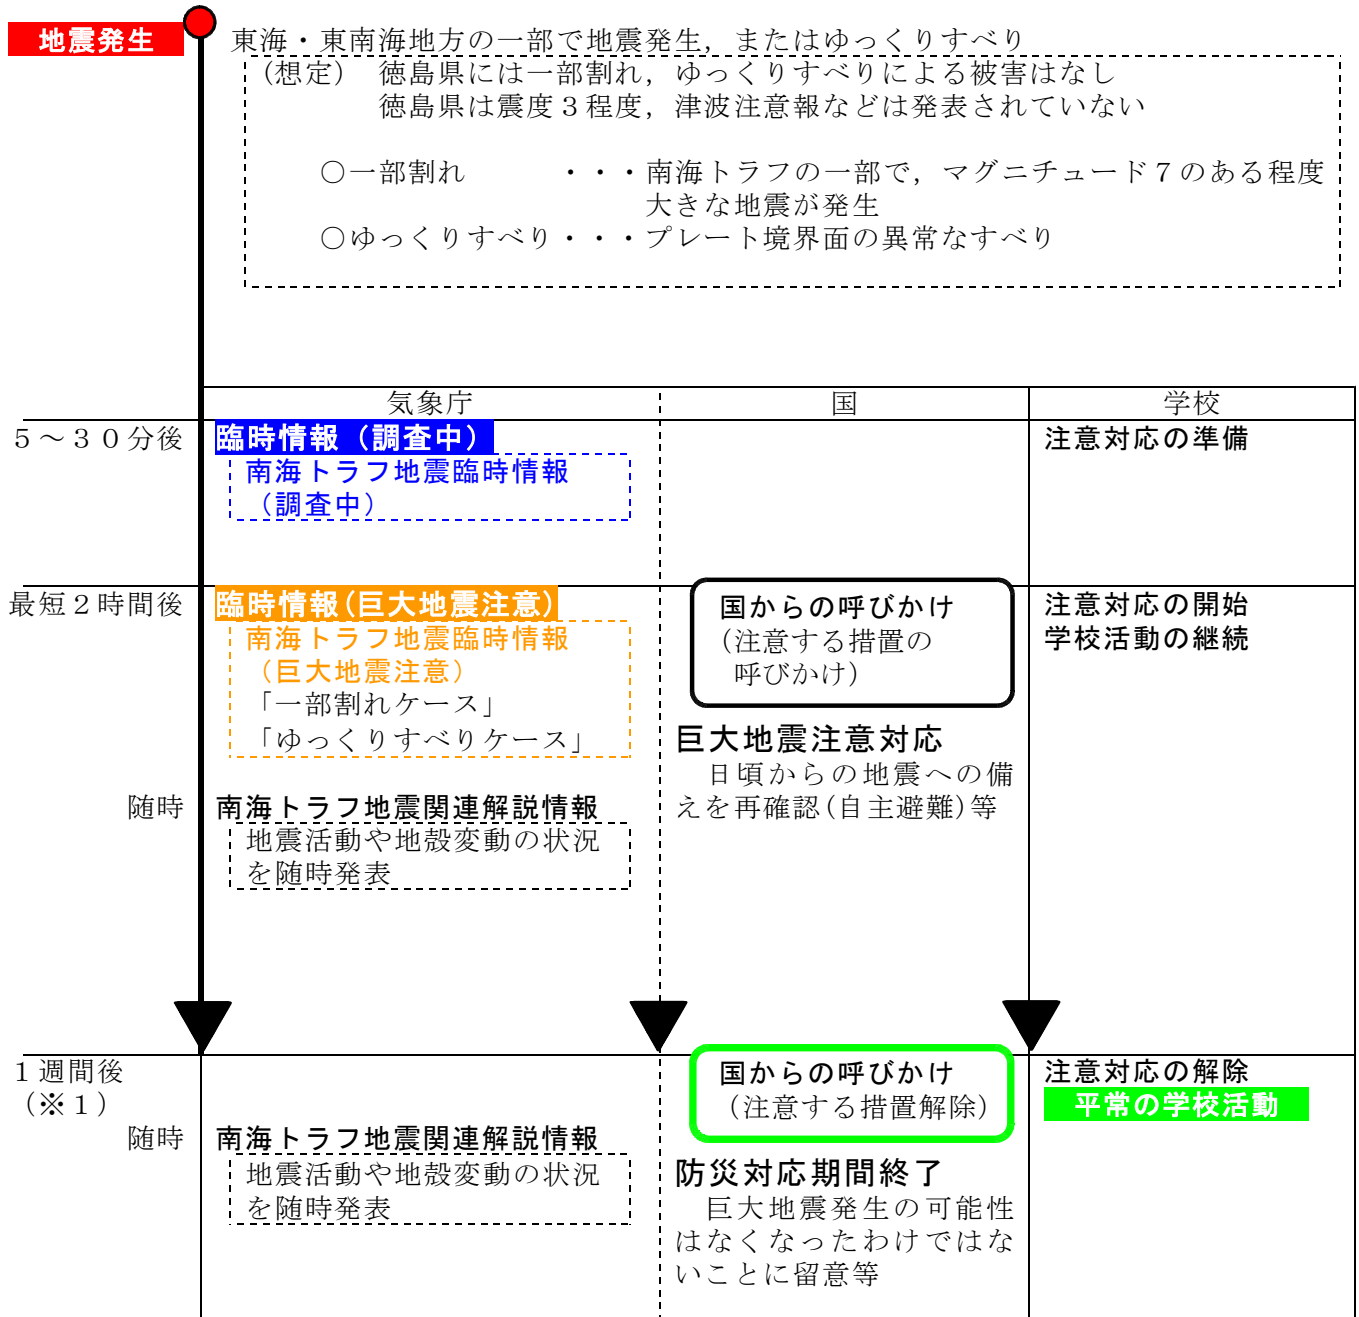 地震発生
東海・東南海地方の一部で地震発生，またはゆっくりすべり
（想定）　徳島県には一部割れ，ゆっくりすべりによる被害はなし
徳島県は震度３程度，津波注意報などは発表されていない
○一部割れ　　　・・・南海トラフの一部で，マグニチュード７のある程度
大きな地震が発生
○ゆっくりすべり・・・プレート境界面の異常なすべり
気象庁　国　学校
５～３０分後
臨時情報（調査中）
南海トラフ地震臨時情報
（調査中）
注意対応の準備
最短２時間後
臨時情報(巨大地震注意)
南海トラフ地震臨時情報
（巨大地震注意）
「一部割れケース」
「ゆっくりすべりケース」
国からの呼びかけ
（注意する措置の
呼びかけ）
巨大地震注意対応
日頃からの地震への備
えを再確認(自主避難)等
注意対応の開始
学校活動の継続
随時
南海トラフ地震関連解説情報
地震活動や地殻変動の状況
を随時発表
１週間後
（※１）
国からの呼びかけ
（注意する措置解除）
注意対応の解除
平常の学校活動
随時
南海トラフ地震関連解説情報
地震活動や地殻変動の状況
を随時発表
防災対応期間終了
巨大地震発生の可能性
はなくなったわけではな
いことに留意等